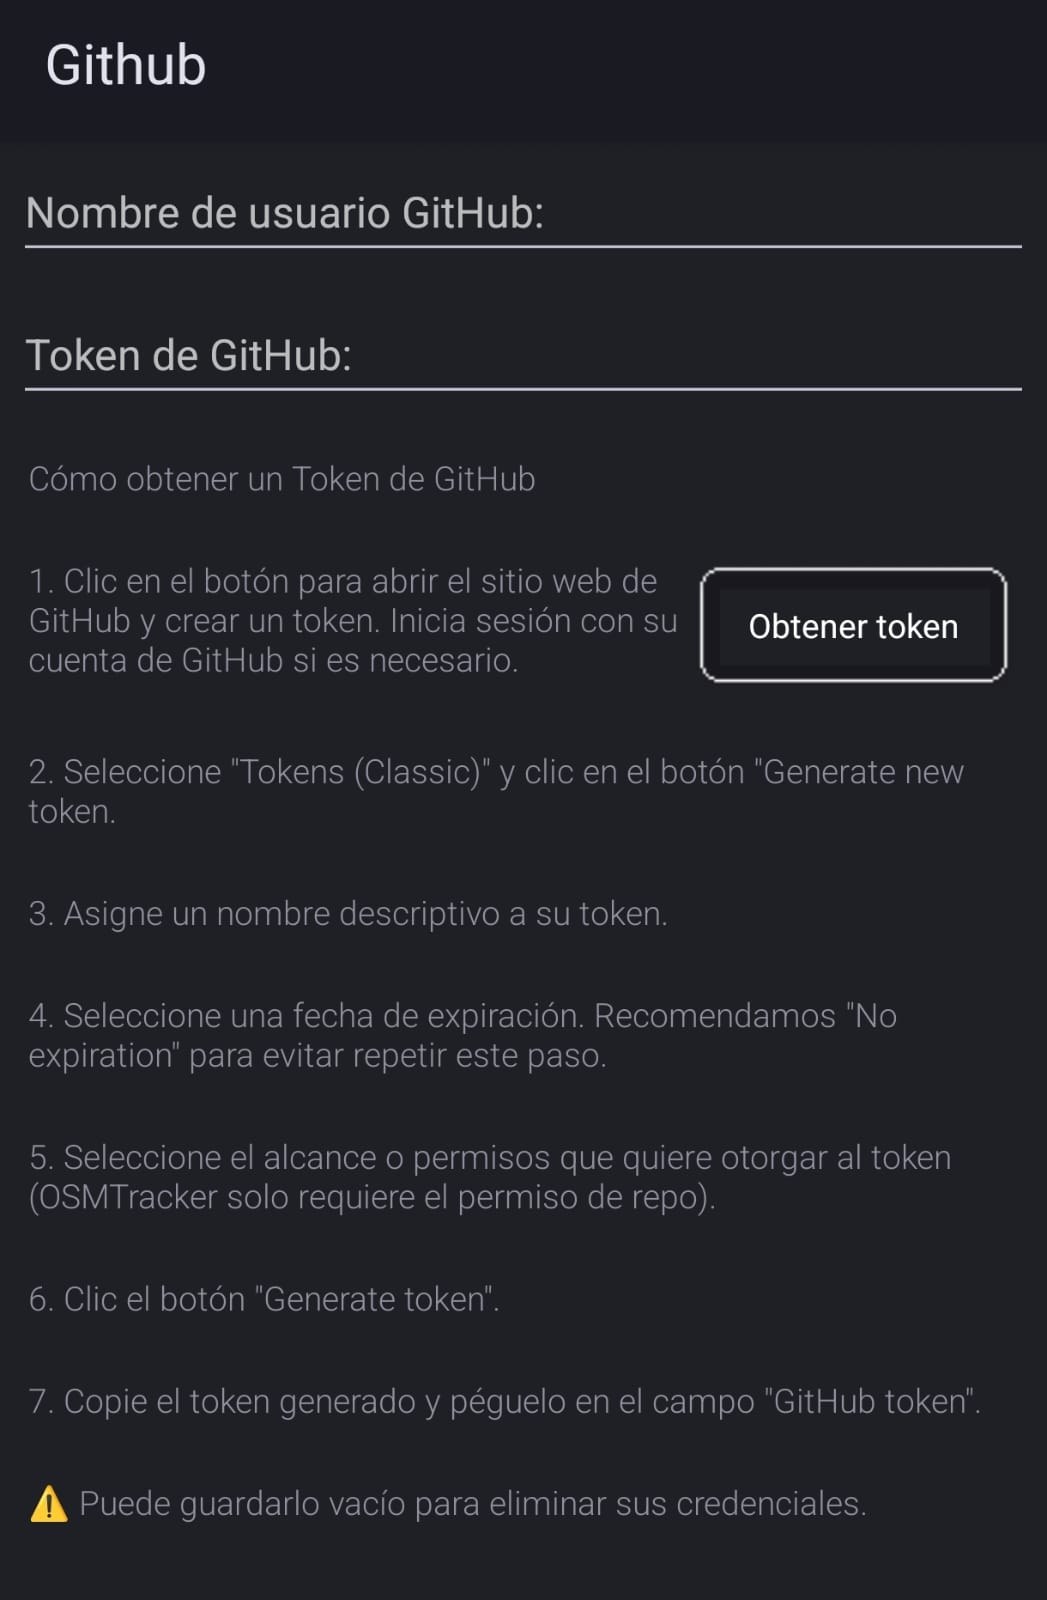 Github
Nombre de usuario GitHub:
Token de GitHub:
Cómo obtener un Token de GitHub
1. Clic en el botón para abrir el sitio web de
GitHub y crear un token. Inicia sesión con su
cuenta de GitHub si es necesario.
Obtener token
2. Seleccione "Tokens (Classic)" y clic en el botón "Generate new
token.
3. Asigne un nombre descriptivo a su token.
4. Seleccione una fecha de expiración. Recomendamos "No
expiration" para evitar repetir este paso.
5. Seleccione el alcance o permisos que quiere otorgar al token
(OSMTracker solo requiere el permiso de repo).
6. Clic el botón "Generate token".
7. Copie el token generado y péguelo en el campo "GitHub token".
⚠️ Puede guardarlo vacío para eliminar sus credenciales.